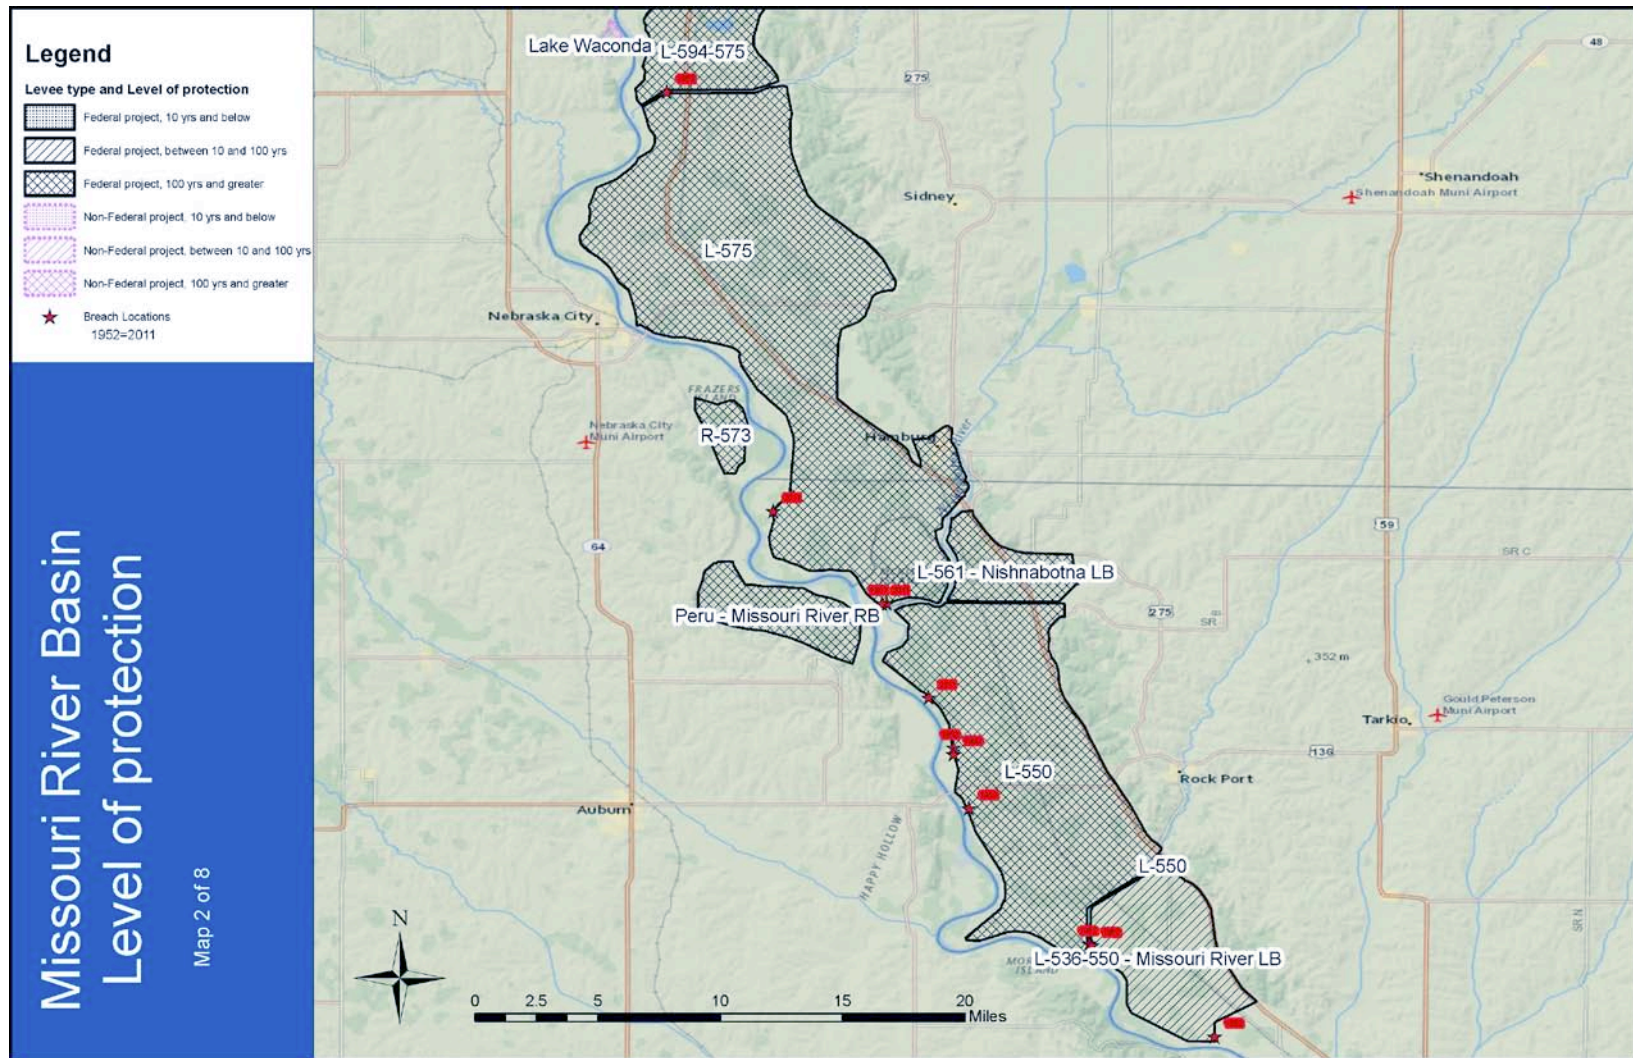 Legend
Levee type and Level of protection
Federal project, 10 yrs and below
Federal project, between 10 and 100 yrs
Federal project, 100 yrs and greater
Non-Federal project, 10 yrs and below
Non-Federal project, between 10 and 100 yrs
Non-Federal project, 100 yrs and greater
Breach Locations
1952=2011
Missouri River Basin
Level of protection
Map 2 of 8
Lake Waconda
L-594-575
48
275
Shenandoah
Shenandoah Muni Airport
Sidney
L-575
Nebraska City
FRAZERS
ISLAND
Nebraska City
Muni Airport
R-573
Hamburg
River
59
64
SR C
L-561 - Nishnabotna LB
Peru - Missouri River RB
275
SR
B
352 m
Gould Peterson
Muni Airport
Tarkio
136
L-550
Rock Port
Auburn
HAPPY HOLLOW
L-550
SR N
L-536-550 - Missouri River LB
ISLAND
N
0 2.5 5 10 15 20
Miles